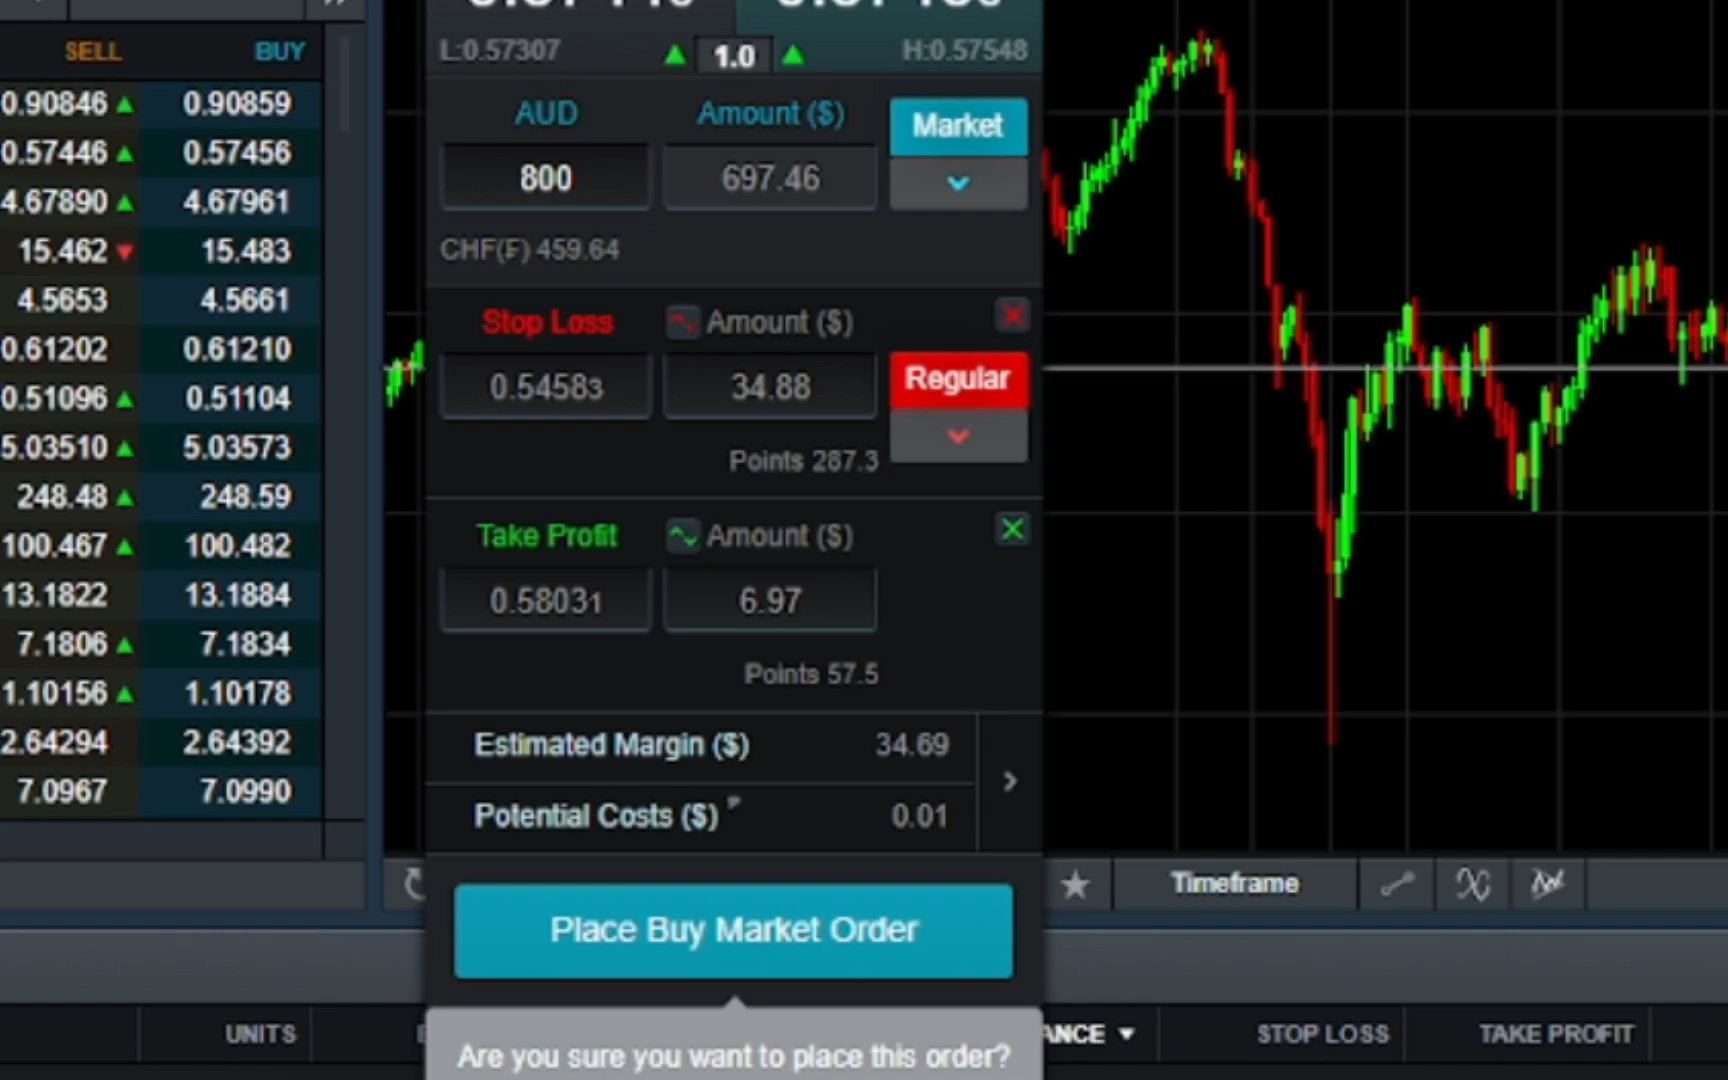 SELL BUY
0.90846 0.90859
0.57446 0.57456
4.67890 4.67961
15.462 15.483
4.5653 4.5661
0.61202 0.61210
0.51096 0.51104
5.03510 5.03573
248.48 248.59
100.467 100.482
13.1822 13.1884
7.1806 7.1834
1.10156 1.10178
2.64294 2.64392
7.0967 7.0990
UNITS
L:0.57307 1.0 H:0.57548
AUD Amount ($) Market
800 697.46
CHF(₣) 459.64
Stop Loss Amount ($)
0.54583 34.88 Regular
Points 287.3
Take Profit Amount ($)
0.58031 6.97
Points 57.5
Estimated Margin ($) 34.69
Potential Costs ($) 0.01
Place Buy Market Order
Are you sure you want to place this order?
Timeframe
ANCE STOP LOSS TAKE PROFIT